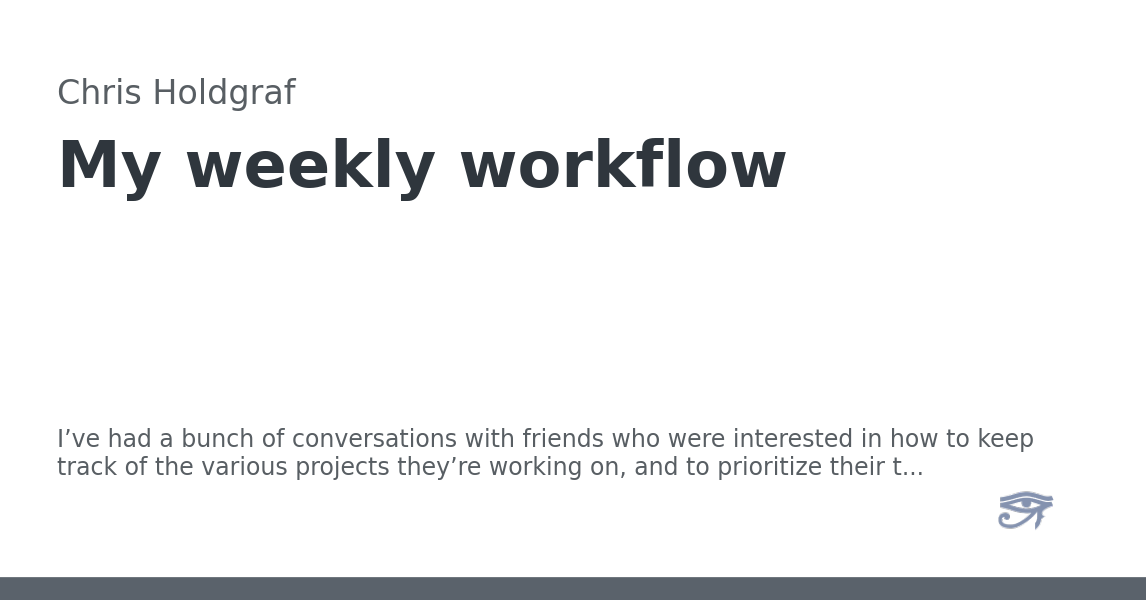 Chris Holdgraf
My weekly workflow
I’ve had a bunch of conversations with friends who were interested in how to keep
track of the various projects they’re working on, and to prioritize their t...